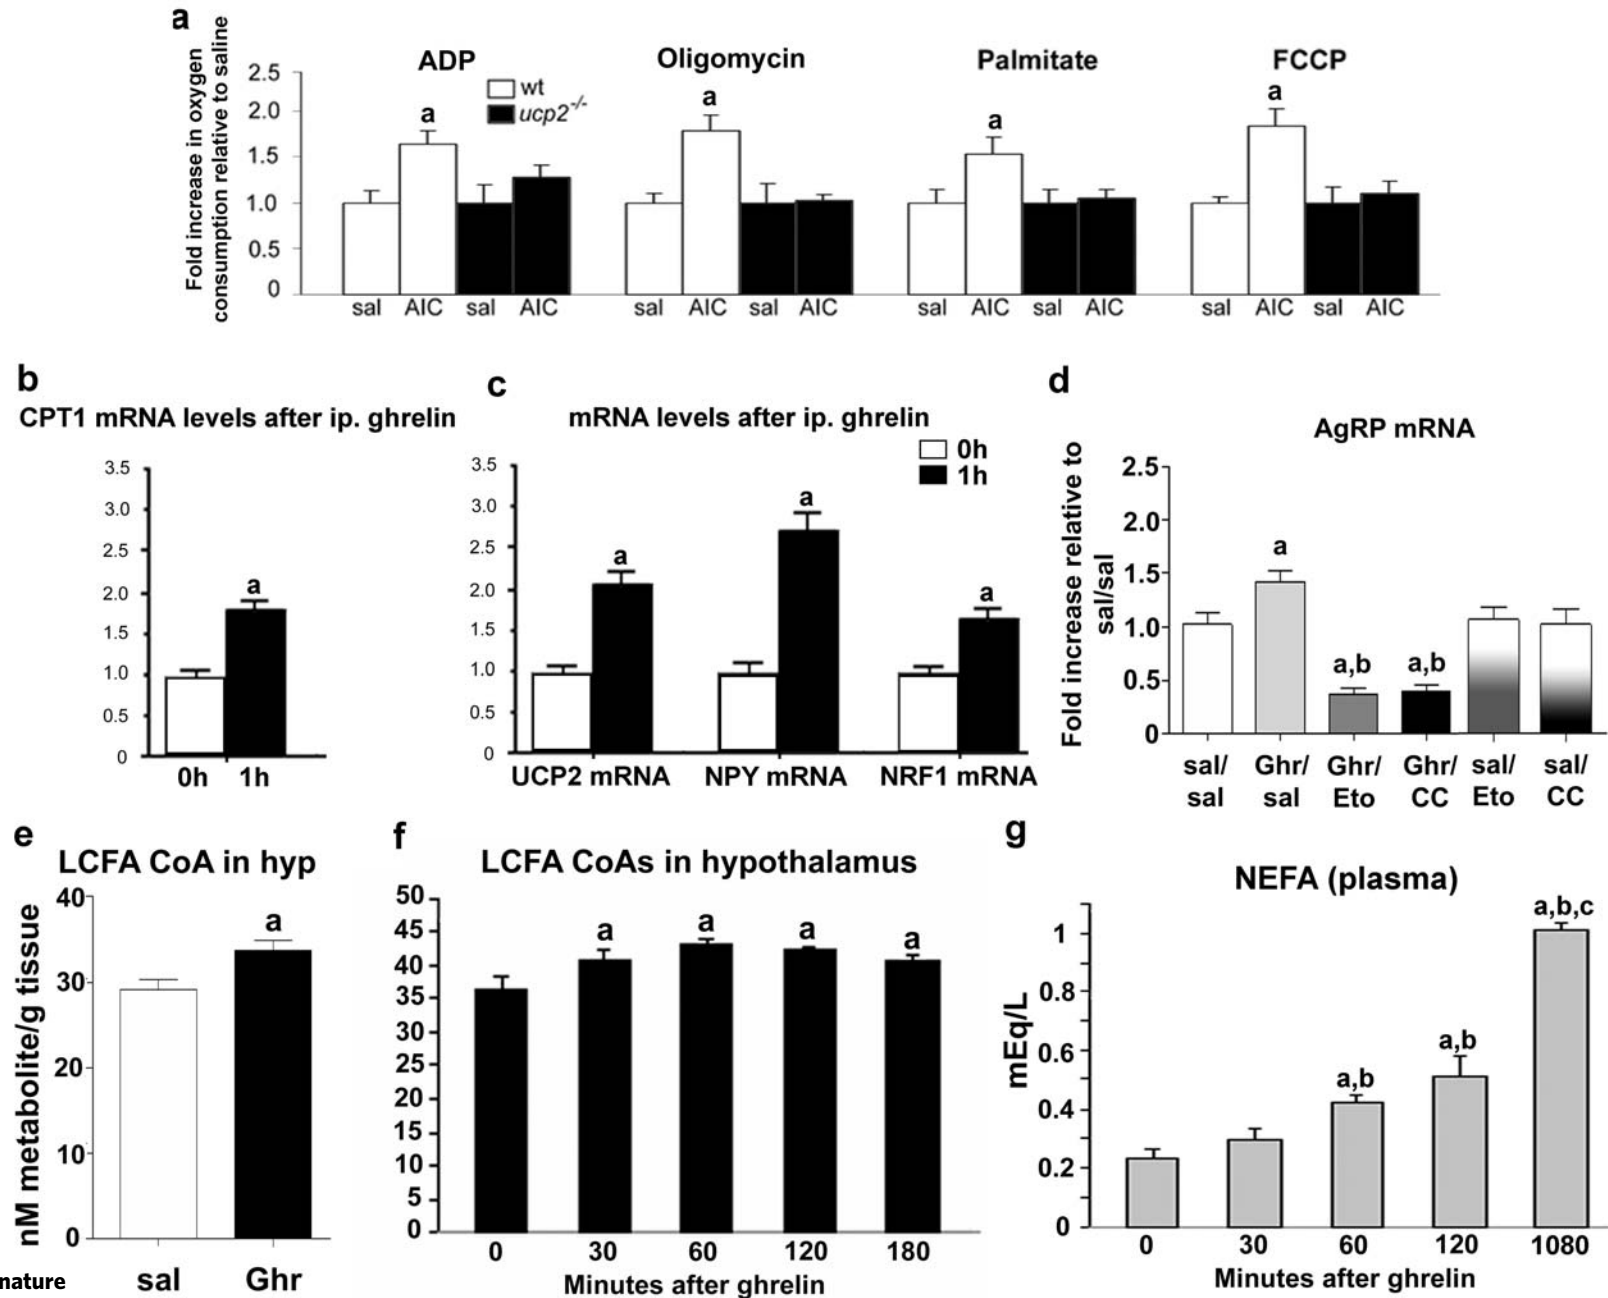 a
Fold increase in oxygen
consumption relative to saline
ADP
Oligomycin
Palmitate
FCCP
wt
ucp2-/-
2.5
2.0
1.5
1.0
0.5
0
a
a
a
a
sal AIC sal AIC
sal AIC sal AIC
sal AIC sal AIC
sal AIC sal AIC
b
CPT1 mRNA levels after ip. ghrelin
3.5
3.0
2.5
2.0
1.5
1.0
0.5
0
a
0h 1h
c
mRNA levels after ip. ghrelin
0h
1h
3.5
3.0
2.5
2.0
1.5
1.0
0.5
0
a
a
a
UCP2 mRNA NPY mRNA NRF1 mRNA
d
AgRP mRNA
Fold increase relative to
sal/sal
2.5
2.0
1.5
1.0
0.5
0
a
a,b
a,b
sal/ Ghr/ Ghr/ Ghr/ sal/ sal/
sal sal Eto CC Eto CC
e
LCFA CoA in hyp
nM metabolite/g tissue
40
30
20
10
0
a
sal Ghr
f
LCFA CoAs in hypothalamus
50
45
40
35
30
25
20
15
10
5
0
a
a
a
a
0 30 60 120 180
Minutes after ghrelin
g
NEFA (plasma)
mEq/L
1
0.8
0.6
0.4
0.2
0
a,b
a,b
a,b,c
0 30 60 120 1080
Minutes after ghrelin
nature